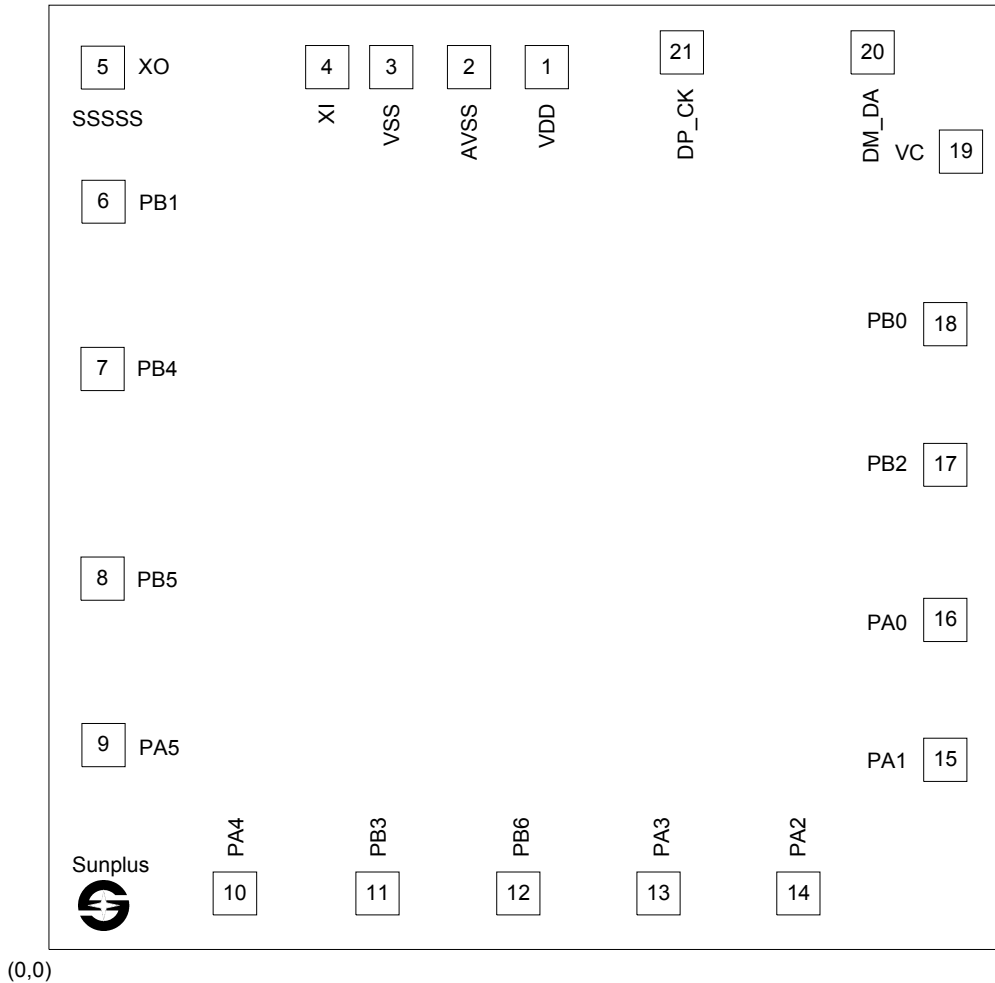 5 XO
4
3
2
1
21
20
XI
VSS
AVSS
VDD
DP_CK
DM_DA
SSSSS
VC 19
6 PB1
PB0 18
7 PB4
PB2 17
8 PB5
PA0 16
9 PA5
PA1 15
PA4
PB3
PB6
PA3
PA2
Sunplus
10
11
12
13
14
(0,0)